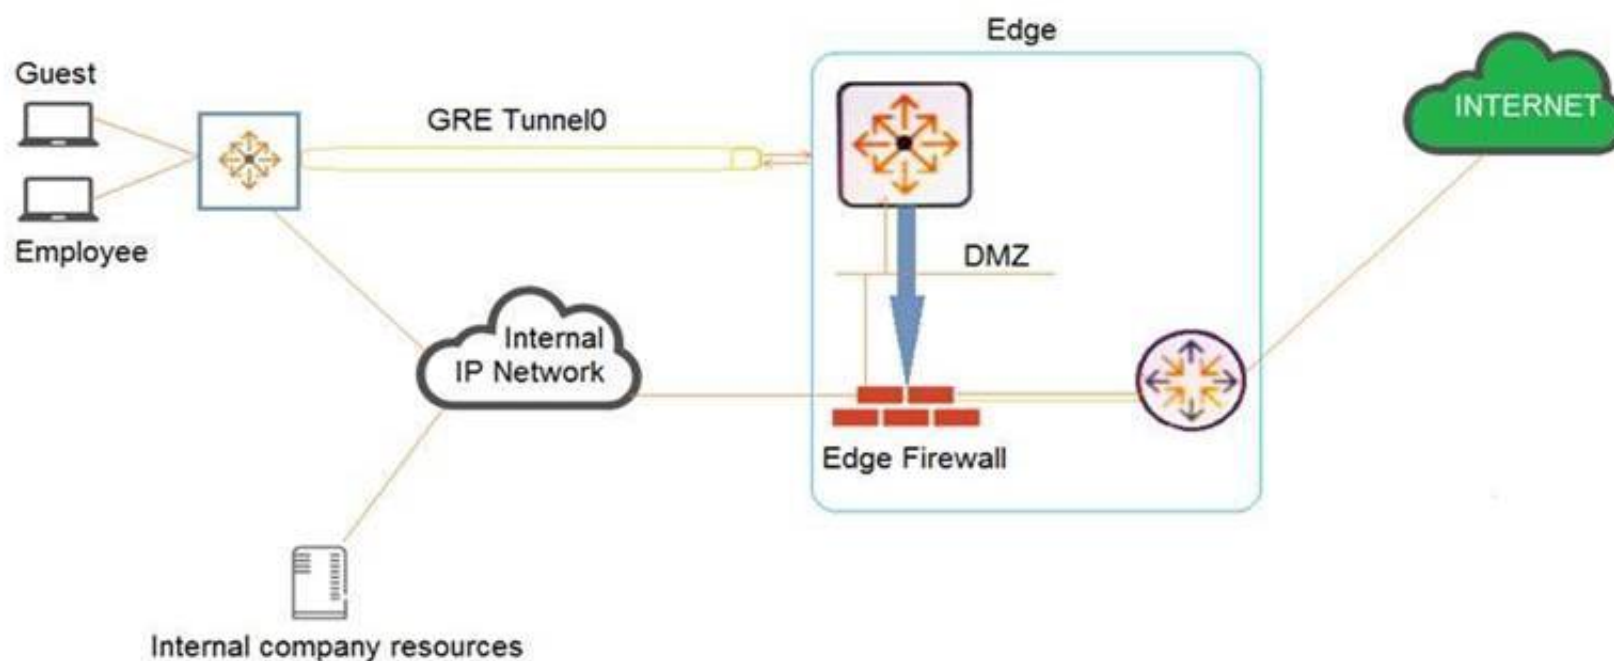 Edge
Guest
INTERNET
GRE Tunnel0
Employee
DMZ
Internal
IP Network
Edge Firewall
Internal company resources